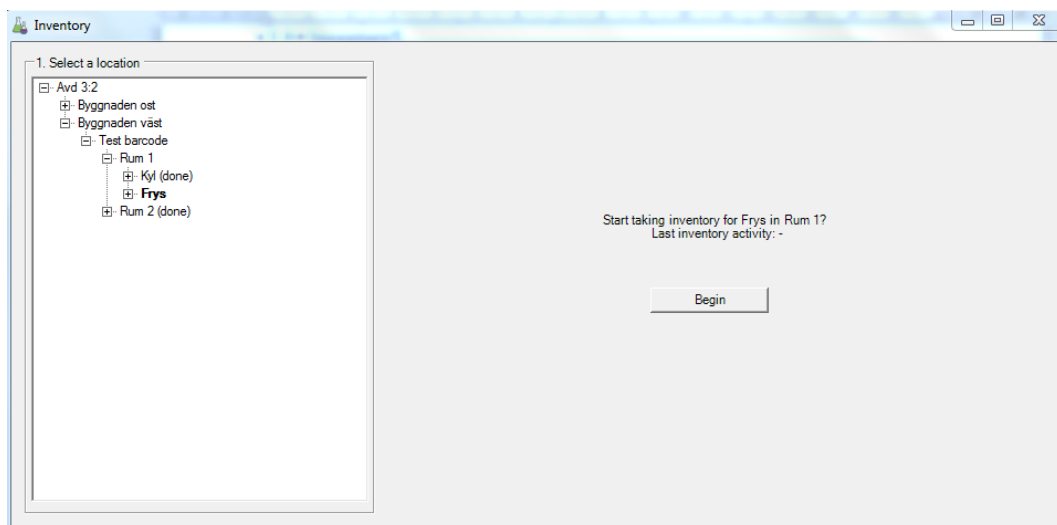 Inventory
1. Select a location
Avd 3:2
Byggnaden ost
Byggnaden väst
Test barcode
Rum 1
Kyl (done)
Frys
Rum 2 (done)
Start taking inventory for Frys in Rum 1?
Last inventory activity: -
Begin